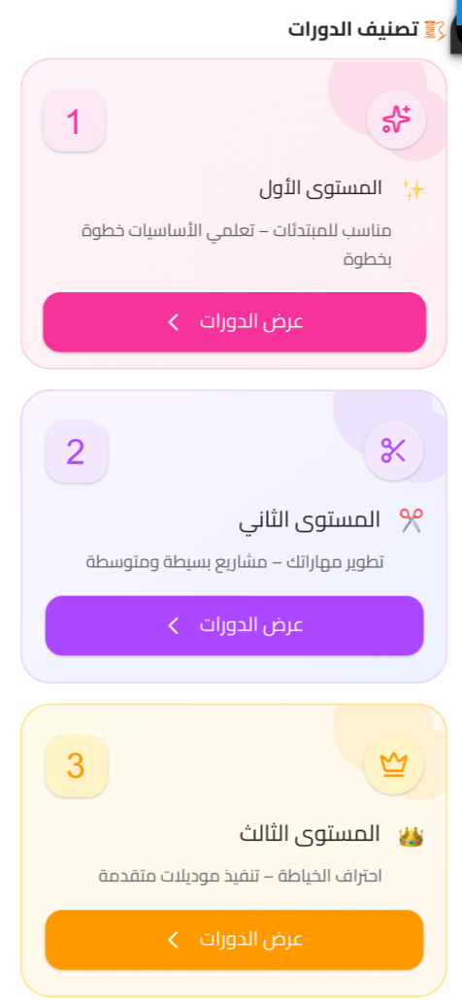 🧵 تصنيف الدورات
1
✨ المستوى الأول
مناسب للمبتدئات – تعلمي الأساسيات خطوة
بخطوة
عرض الدورات
2
✂️ المستوى الثاني
تطوير مهاراتك – مشاريع بسيطة ومتوسطة
عرض الدورات
3
👑 المستوى الثالث
احتراف الخياطة – تنفيذ موديلات متقدمة
عرض الدورات